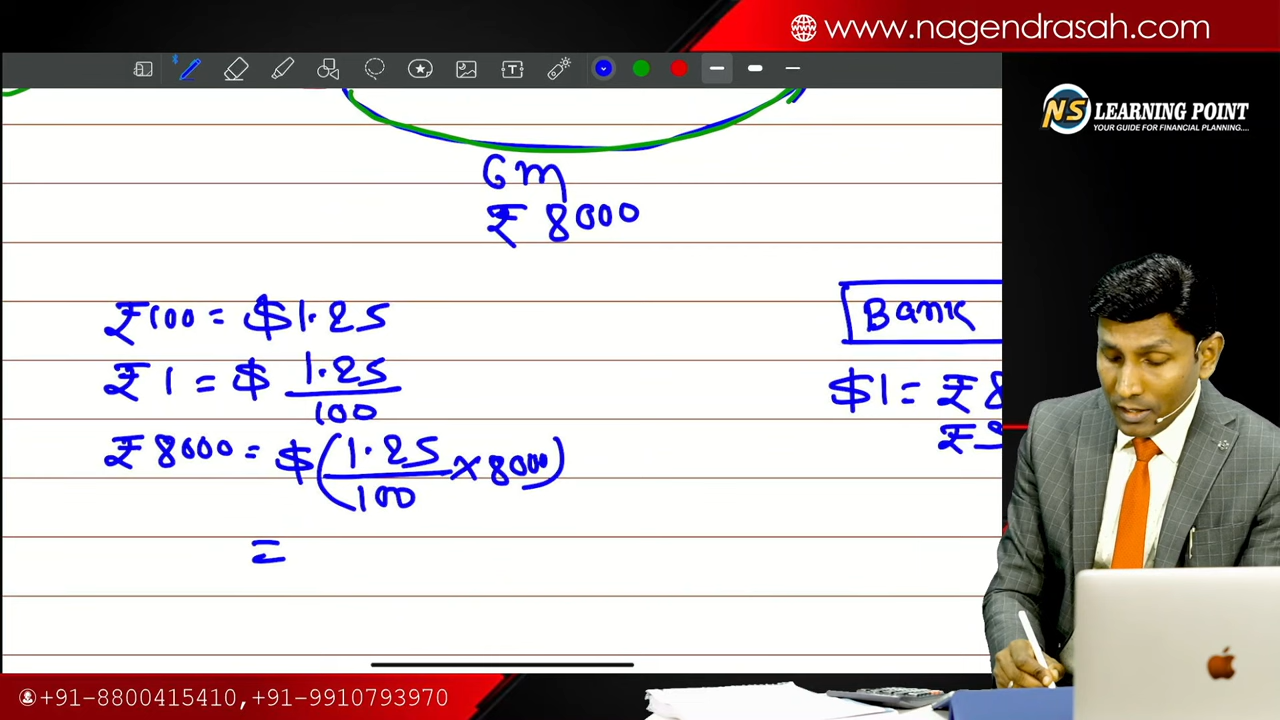 www.nagendrasah.com
NS LEARNING POINT
YOUR GUIDE FOR FINANCIAL PLANNING....
6m
₹ 8000
₹100 = $1.25
₹ 1 = $ 1.25/100
₹ 8000 = $(1.25/100 × 8000)
=
Bank
$1 = ₹8
+91-8800415410,+91-9910793970